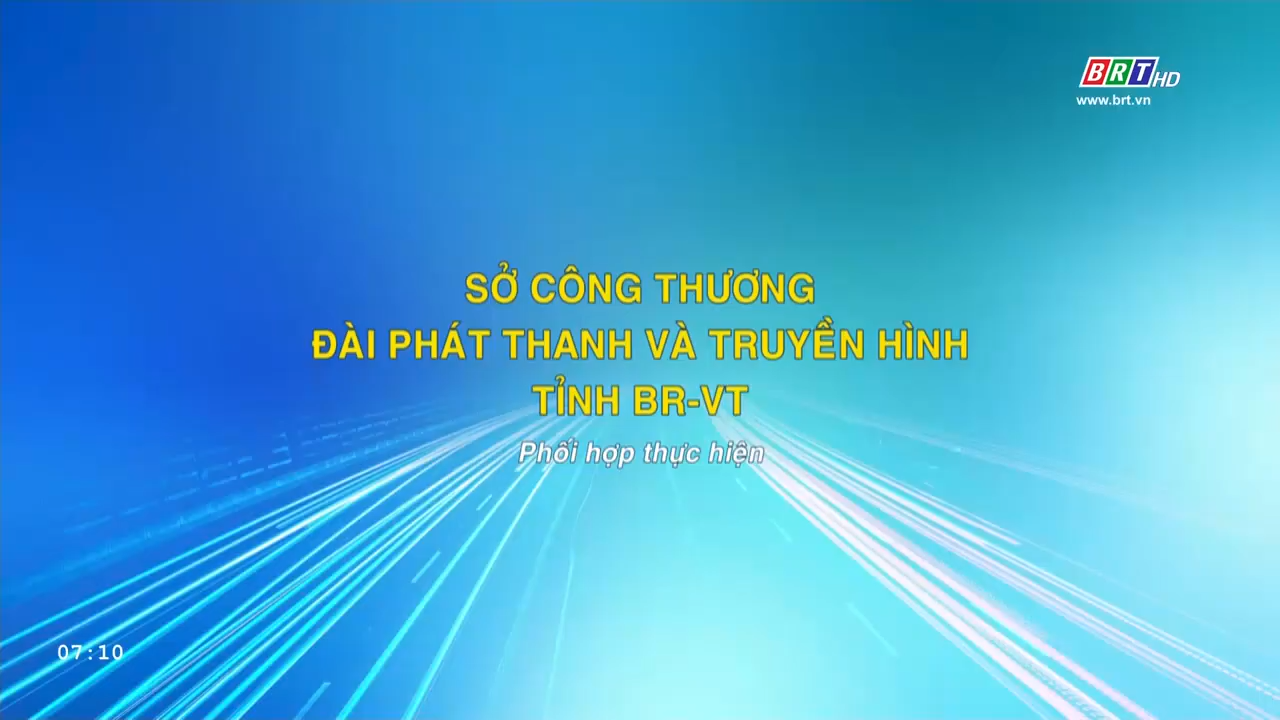 BRT HD
www.brt.vn
SỞ CÔNG THƯƠNG
ĐÀI PHÁT THANH VÀ TRUYỀN HÌNH
TỈNH BR-VT
Phối hợp thực hiện
07:10